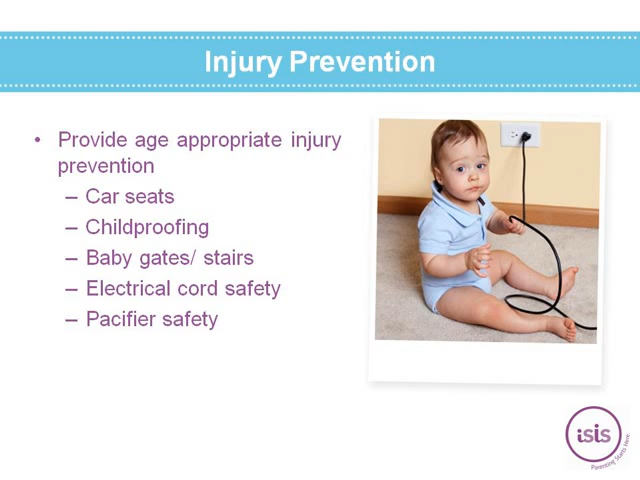 Injury Prevention
• Provide age appropriate injury
prevention
– Car seats
– Childproofing
– Baby gates/ stairs
– Electrical cord safety
– Pacifier safety
isis
Parenting Starts Here.